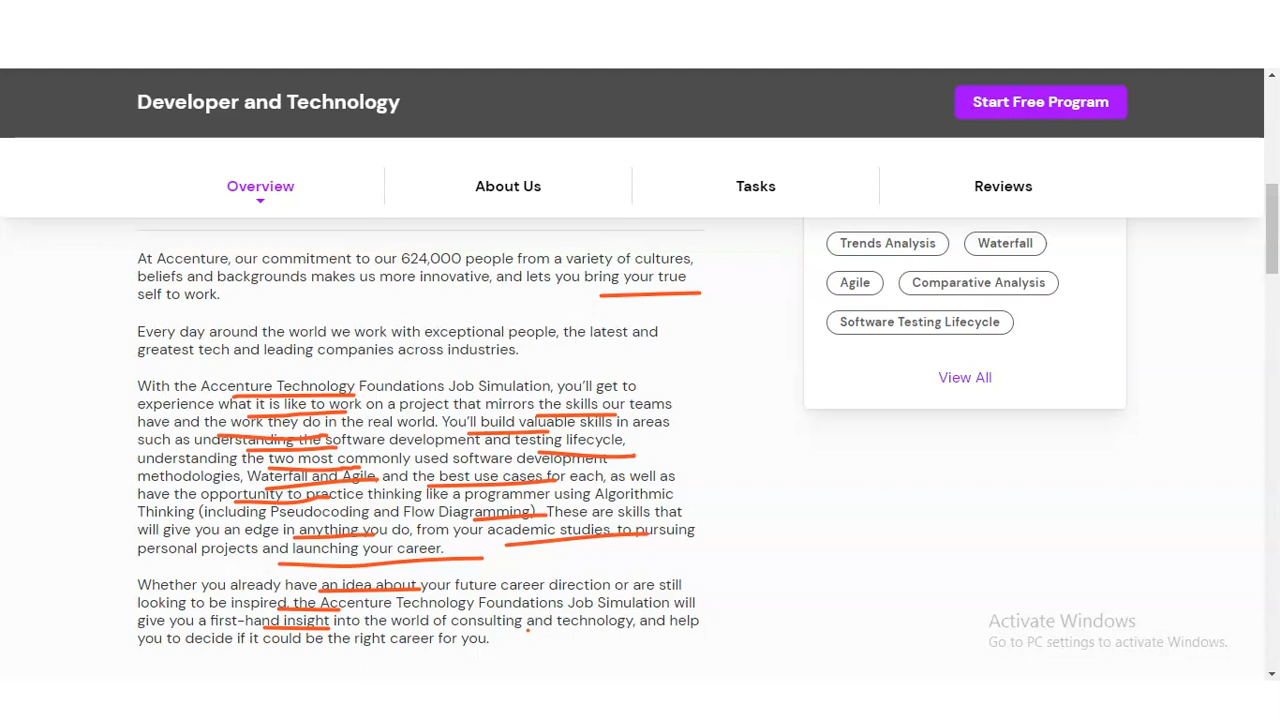 Developer and Technology
Start Free Program
Overview
About Us
Tasks
Reviews
At Accenture, our commitment to our 624,000 people from a variety of cultures,
beliefs and backgrounds makes us more innovative, and lets you bring your true
self to work.
Every day around the world we work with exceptional people, the latest and
greatest tech and leading companies across industries.
With the Accenture Technology Foundations Job Simulation, you'll get to
experience what it is like to work on a project that mirrors the skills our teams
have and the work they do in the real world. You'll build valuable skills in areas
such as understanding the software development and testing lifecycle,
understanding the two most commonly used software development
methodologies, Waterfall and Agile, and the best use cases for each, as well as
have the opportunity to practice thinking like a programmer using Algorithmic
Thinking (including Pseudocoding and Flow Diagramming). These are skills that
will give you an edge in anything you do, from your academic studies, to pursuing
personal projects and launching your career.
Whether you already have an idea about your future career direction or are still
looking to be inspired, the Accenture Technology Foundations Job Simulation will
give you a first-hand insight into the world of consulting and technology, and help
you to decide if it could be the right career for you.
Trends Analysis
Waterfall
Agile
Comparative Analysis
Software Testing Lifecycle
View All
Activate Windows
Go to PC settings to activate Windows.